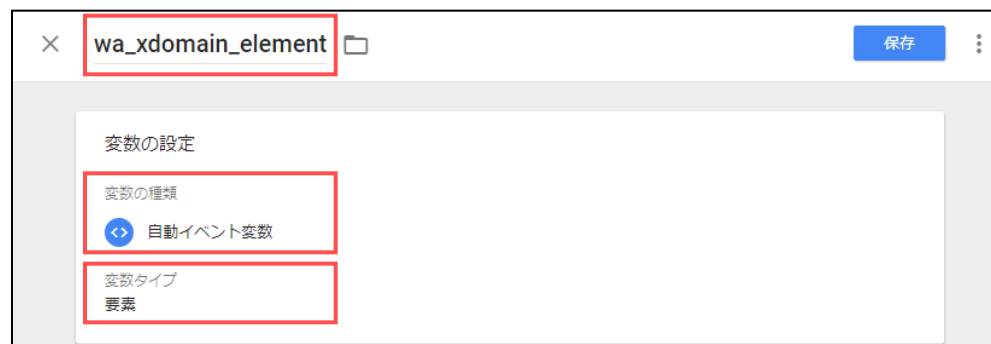 wa_xdomain_element
保存
変数の設定
変数の種類
自動イベント変数
変数タイプ
要素